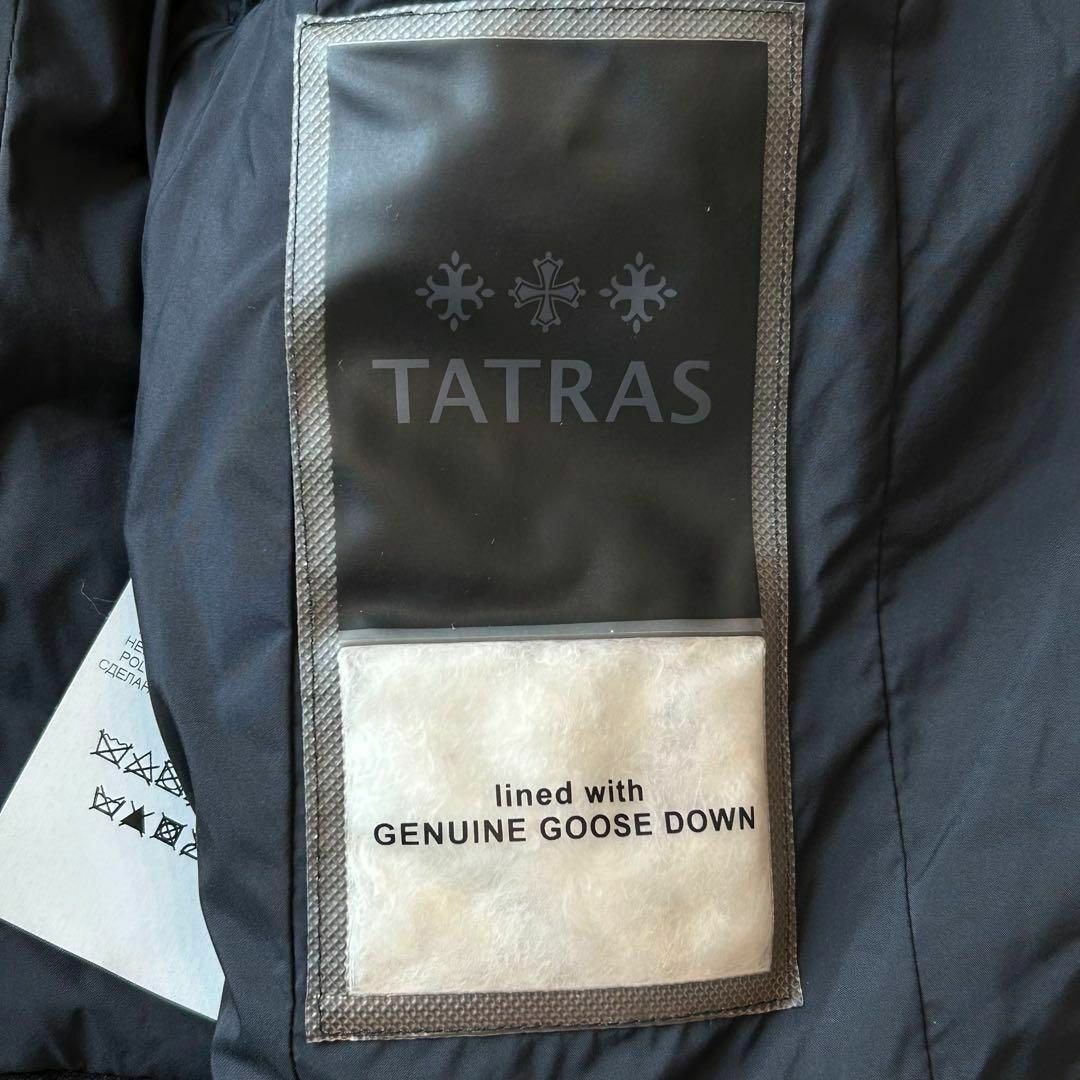 TATRAS
lined with
GENUINE GOOSE DOWN